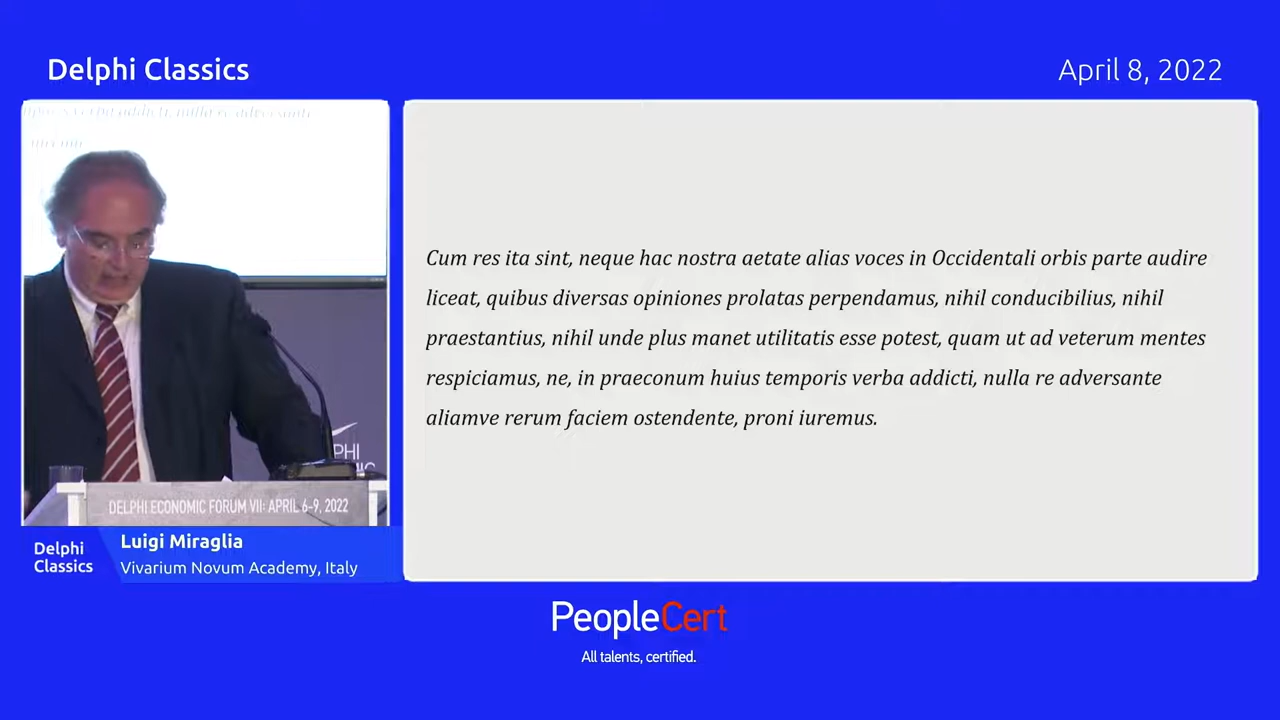 Delphi Classics
April 8, 2022
Cum res ita sint, neque hac nostra aetate alias voces in Occidentali orbis parte audire
liceat, quibus diversas opiniones prolatas perpendamus, nihil conducibilius, nihil
praestantius, nihil unde plus manet utilitatis esse potest, quam ut ad veterum mentes
respiciamus, ne, in praeconum huius temporis verba addicti, nulla re adversante
aliamve rerum faciem ostendente, proni iuremus.
DELPHI ECONOMIC FORUM VII: APRIL 6-9, 2022
Delphi
Classics
Luigi Miraglia
Vivarium Novum Academy, Italy
PeopleCert
All talents, certified.